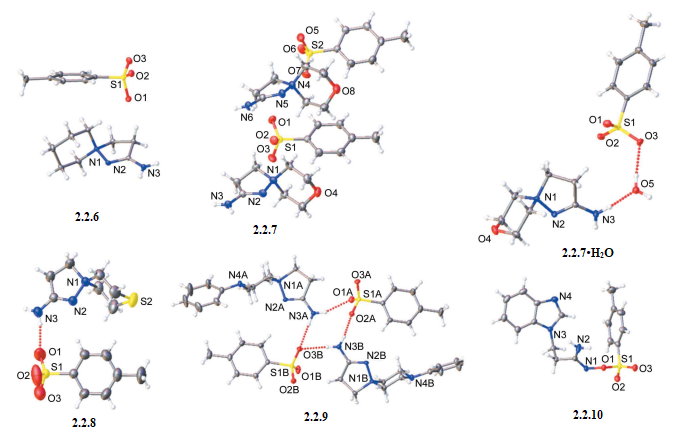 O3
O2
S1
O1
N1
N2
N3
2.2.6
O5
O6
S2
O7
N4
O8
N5
N6
O1
O2
S1
O3
N1
N3
N2
O4
2.2.7
O1
S1
O2
O3
O5
N1
N3
N2
O4
2.2.7•H₂O
N1
S2
N3
N2
O1
S1
O2
O3
2.2.8
N4A
O3A
N1A
O1A
S1A
N2A
N3A
O2A
N3B
O3B
N2B
S1B
O1B
O2B
N1B
N4B
2.2.9
N4
N3
N2
N1
O1
S1
O3
O2
2.2.10